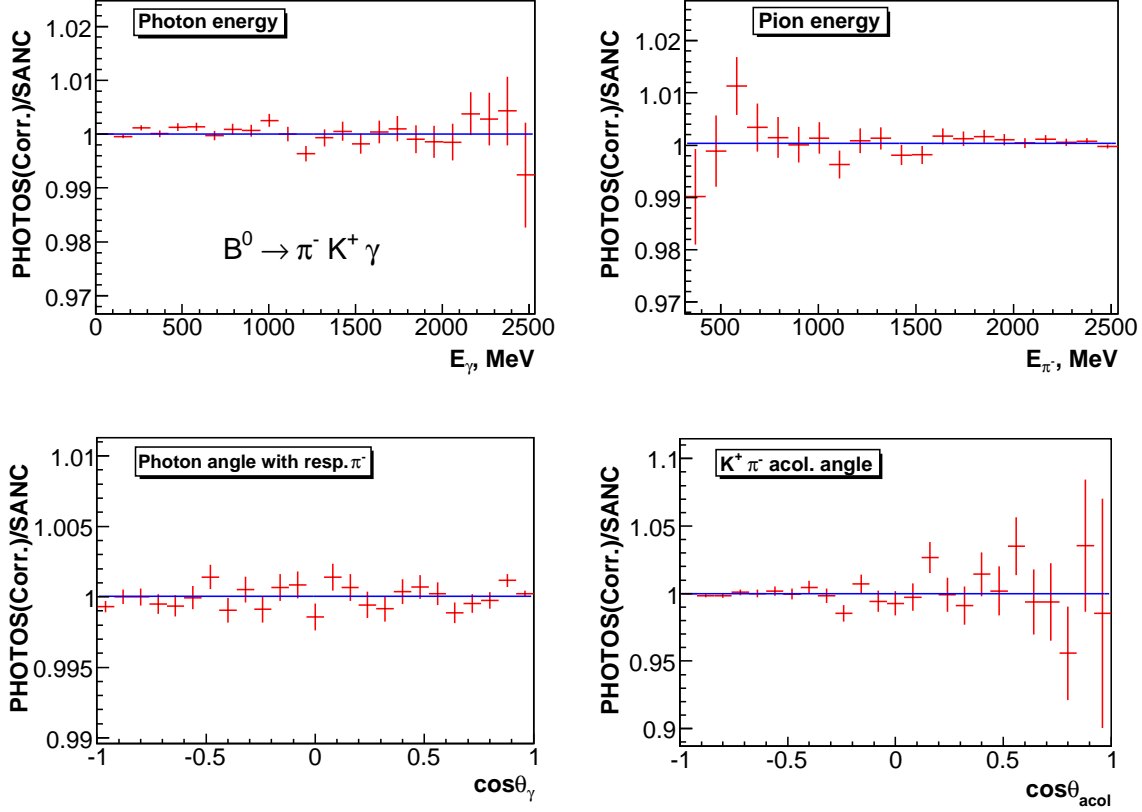 Photon energy
PHOTOS(Corr.)/SANC
1.02
1.01
1
0.99
0.98
0.97
B⁰ → π⁻ K⁺ γ
0 500 1000 1500 2000 2500
E_γ, MeV
Pion energy
PHOTOS(Corr.)/SANC
1.02
1.01
1
0.99
0.98
0.97
500 1000 1500 2000 2500
E_π⁻, MeV
Photon angle with resp. π⁻
PHOTOS(Corr.)/SANC
1.01
1.005
1
0.995
0.99
-1 -0.5 0 0.5 1
cosθ_γ
K⁺ π⁻ acol. angle
PHOTOS(Corr.)/SANC
1.1
1.05
1
0.95
0.9
-1 -0.5 0 0.5 1
cosθ_acol